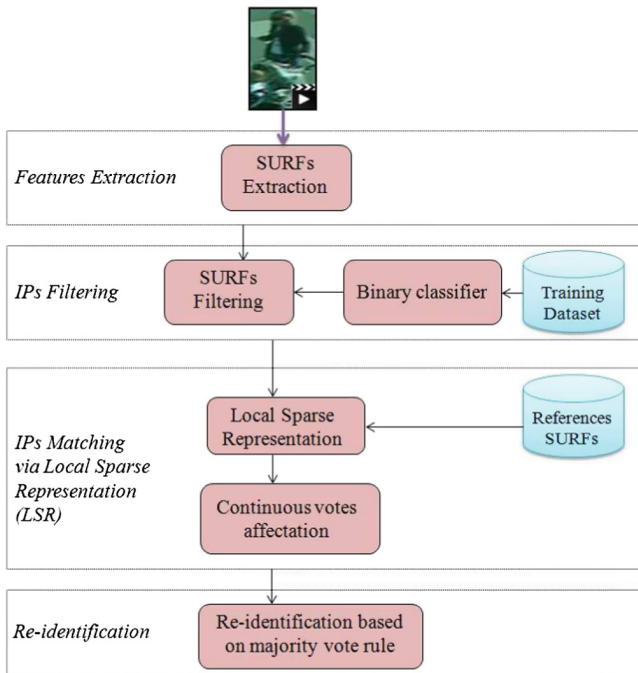 Features Extraction
SURFs
Extraction
IPs Filtering
SURFs
Filtering
Binary classifier
Training
Dataset
IPs Matching
via Local Sparse
Representation
(LSR)
Local Sparse
Representation
References
SURFs
Continuous votes
affectation
Re-identification
Re-identification based
on majority vote rule